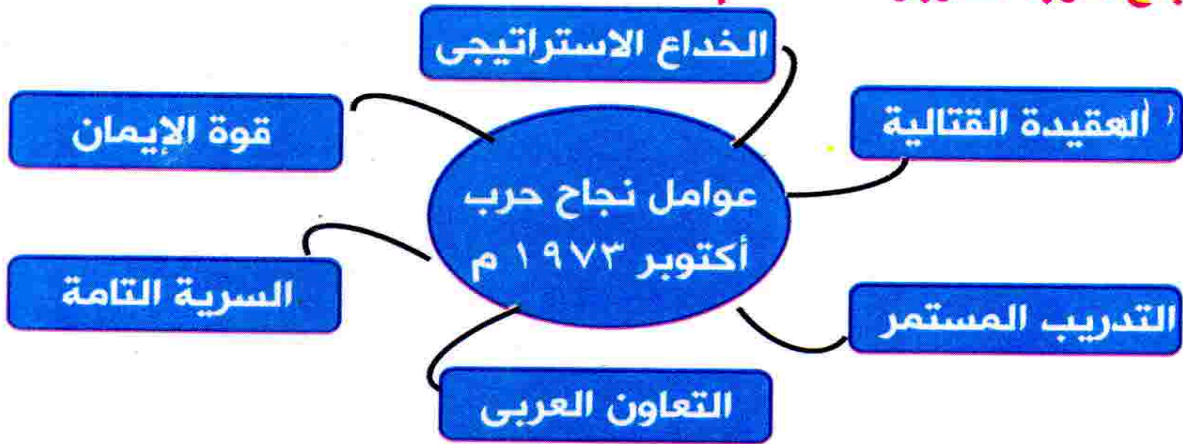 الخداع الاستراتيجى
العقيدة القتالية
قوة الإيمان
عوامل نجاح حرب
أكتوبر ١٩٧٣ م
السرية التامة
التدريب المستمر
التعاون العربى